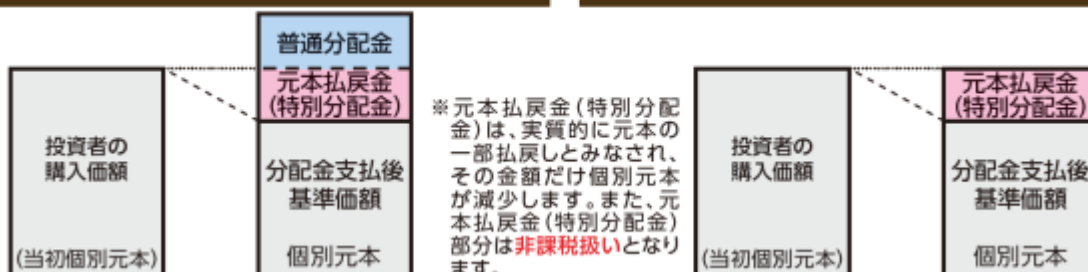 普通分配金
元本払戻金
(特別分配金)
投資者の
購入価額
(当初個別元本)
分配金支払後
基準価額
個別元本
※元本払戻金(特別分配
金)は、実質的に元本の
一部払戻しとみなされ、
その金額だけ個別元本
が減少します。また、元
本払戻金(特別分配金)
部分は非課税扱いとなり
ます。
投資者の
購入価額
(当初個別元本)
元本払戻金
(特別分配金)
分配金支払後
基準価額
個別元本